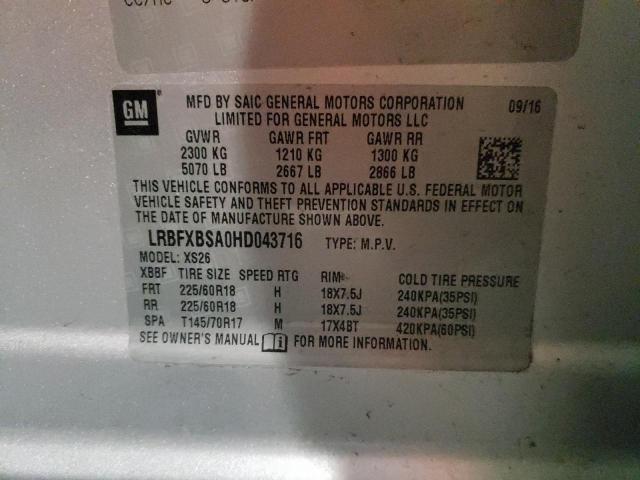 GM
MFD BY SAIC GENERAL MOTORS CORPORATION 09/16
LIMITED FOR GENERAL MOTORS LLC
GVWR GAWR FRT GAWR RR
2300 KG 1210 KG 1300 KG
5070 LB 2667 LB 2866 LB
THIS VEHICLE CONFORMS TO ALL APPLICABLE U.S. FEDERAL MOTOR
VEHICLE SAFETY AND THEFT PREVENTION STANDARDS IN EFFECT ON
THE DATE OF MANUFACTURE SHOWN ABOVE.
LRBFXBSA0HD043716 TYPE: M.P.V.
MODEL: XS26
XBBF TIRE SIZE SPEED RTG RIM COLD TIRE PRESSURE
FRT 225/60R18 H 18X7.5J 240KPA(35PSI)
RR 225/60R18 H 18X7.5J 240KPA(35PSI)
SPA T145/70R17 M 17X4BT 420KPA(60PSI)
SEE OWNER'S MANUAL FOR MORE INFORMATION.